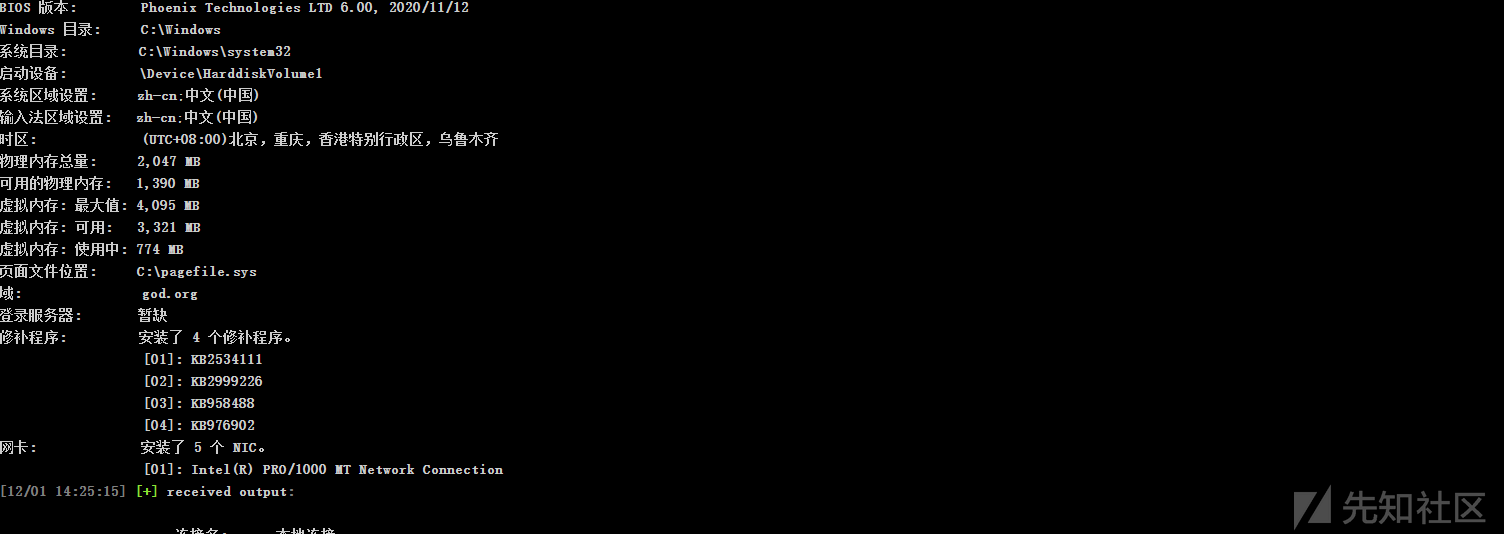 BIOS 版本: Phoenix Technologies LTD 6.00, 2020/11/12
Windows 目录: C:\Windows
系统目录: C:\Windows\system32
启动设备: \Device\HarddiskVolume1
系统区域设置: zh-cn;中文(中国)
输入法区域设置: zh-cn;中文(中国)
时区: (UTC+08:00)北京，重庆，香港特别行政区，乌鲁木齐
物理内存总量: 2,047 MB
可用的物理内存: 1,390 MB
虚拟内存: 最大值: 4,095 MB
虚拟内存: 可用: 3,321 MB
虚拟内存: 使用中: 774 MB
页面文件位置: C:\pagefile.sys
域: god.org
登录服务器: 暂缺
修补程序: 安装了 4 个修补程序。
[01]: KB2534111
[02]: KB2999226
[03]: KB958488
[04]: KB976902
网卡: 安装了 5 个 NIC。
[01]: Intel(R) PRO/1000 MT Network Connection
[12/01 14:25:15] [+] received output:
连接名: 本地连接
先知社区